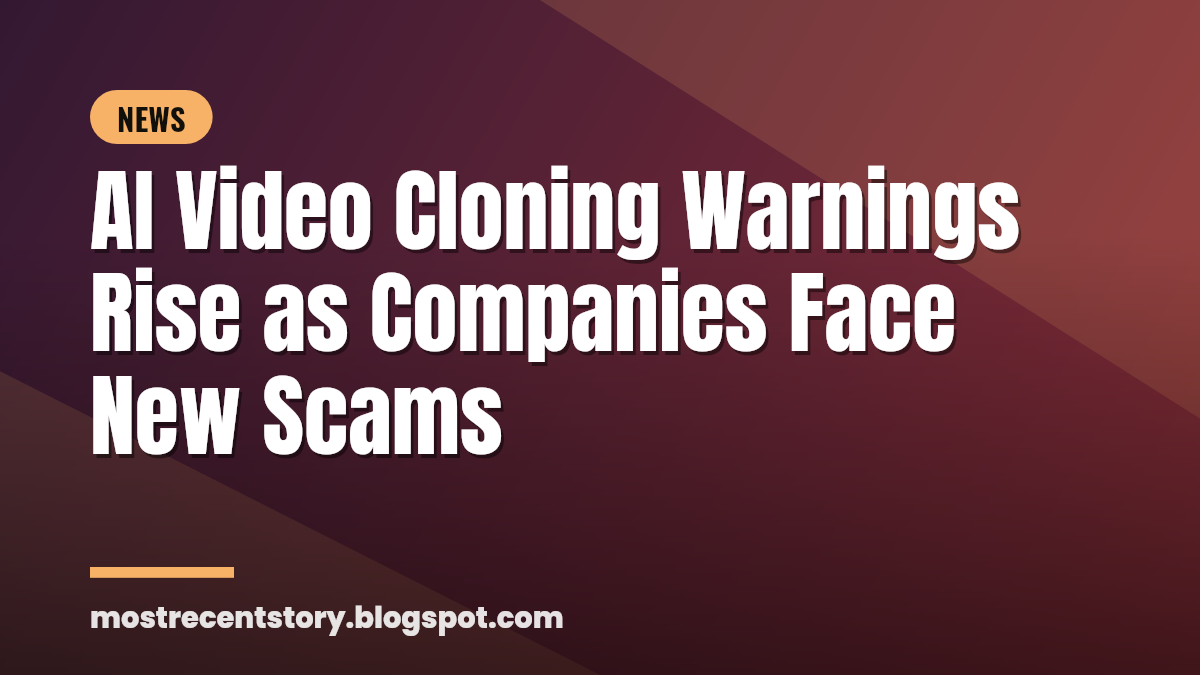 NEWS
AI Video Cloning Warnings
Rise as Companies Face
New Scams
mostrecentstory.blogspot.com